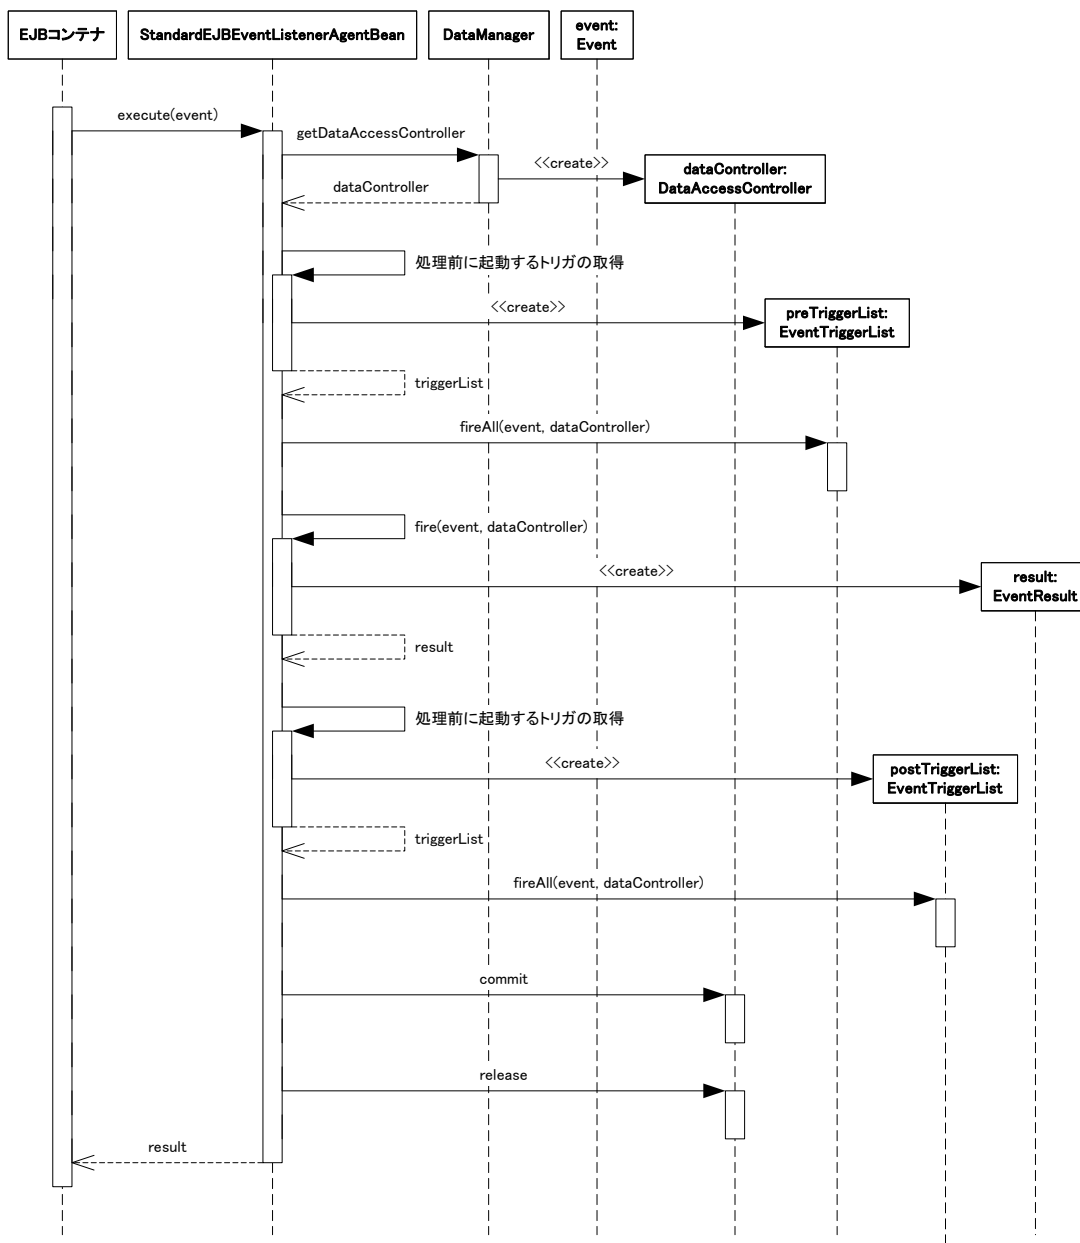 EJBコンテナ
StandardEJBEventListenerAgentBean
DataManager
event:
Event
execute(event)
getDataAccessController
<<create>>
dataController:
DataAccessController
dataController
処理前に起動するトリガの取得
<<create>>
preTriggerList:
EventTriggerList
triggerList
fireAll(event, dataController)
fire(event, dataController)
<<create>>
result:
EventResult
result
処理前に起動するトリガの取得
<<create>>
postTriggerList:
EventTriggerList
triggerList
fireAll(event, dataController)
commit
release
result